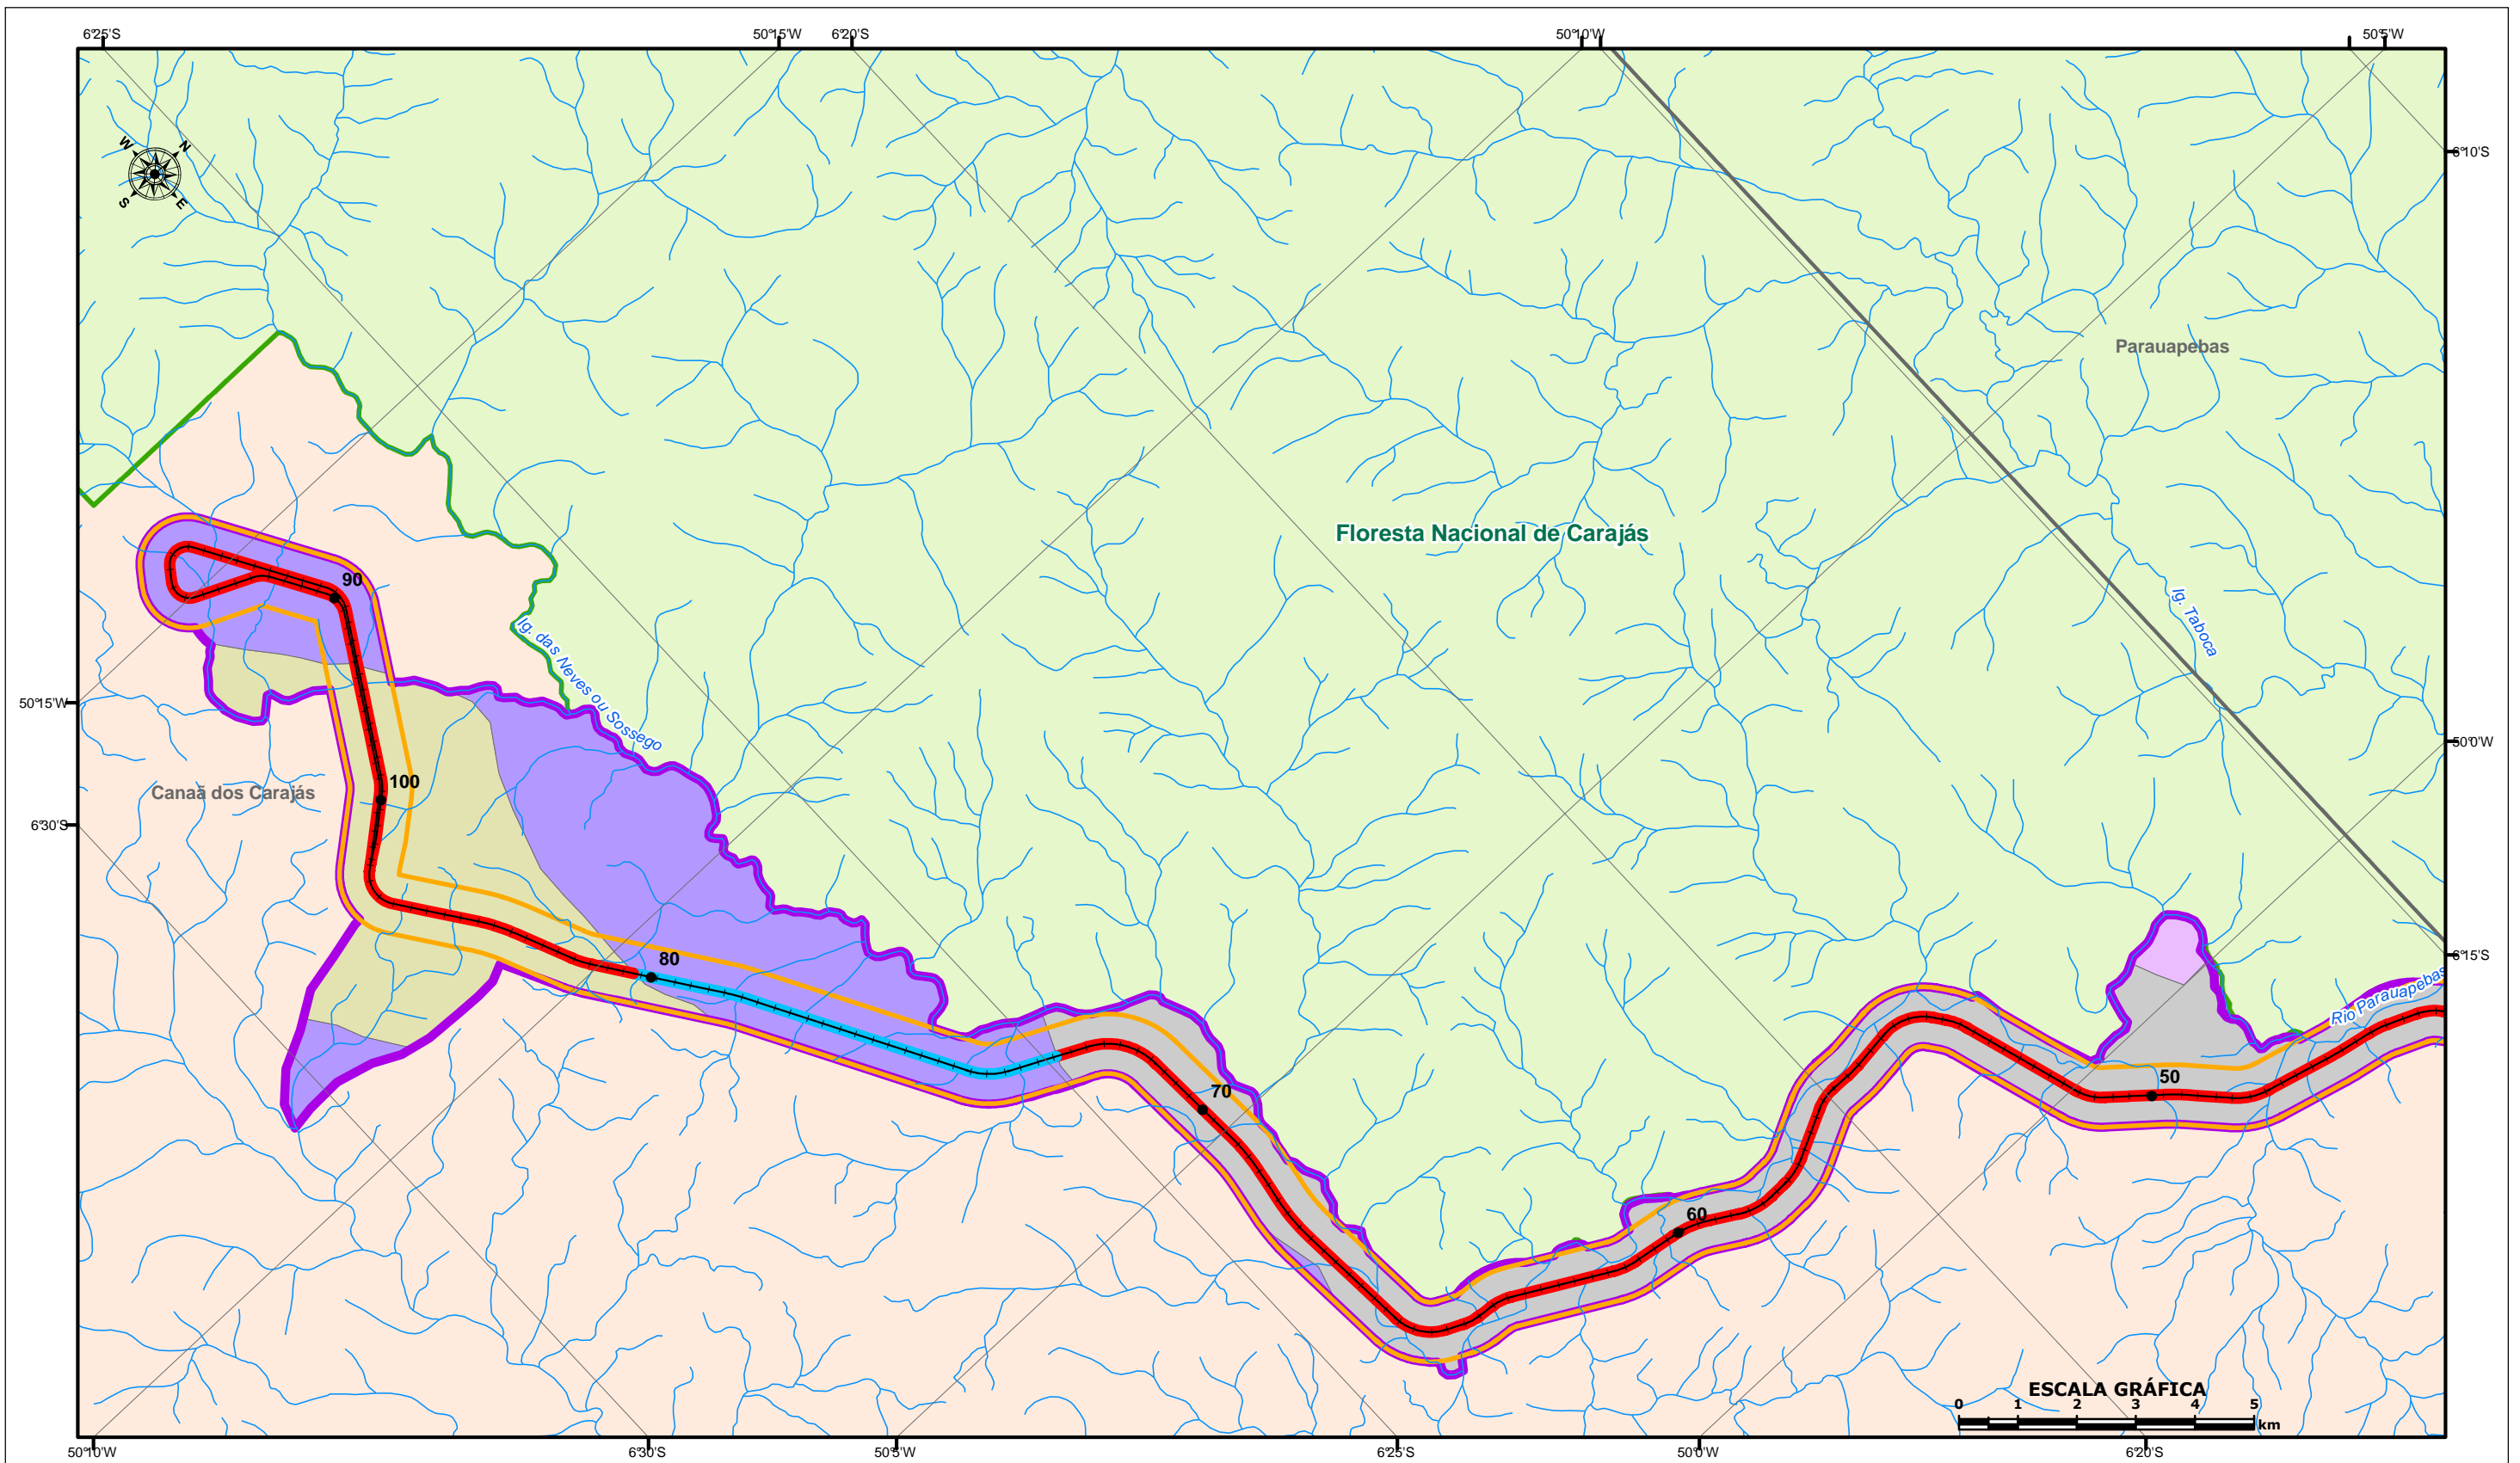 6°25'S
50°15'W
6°20'S
50°10'W
50°5'W
W
N
S
E
6°10'S
Parauapebas
Floresta Nacional de Carajás
90
Ig. das Neves ou Sossego
Ig. Taboca
50°15'W
50°0'W
100
Canaã dos Carajás
6°30'S
80
6°15'S
Rio Parauapebas
70
50
60
ESCALA GRÁFICA
0 1 2 3 4 5
km
50°10'W
6°30'S
50°5'W
6°25'S
50°0'W
6°20'S